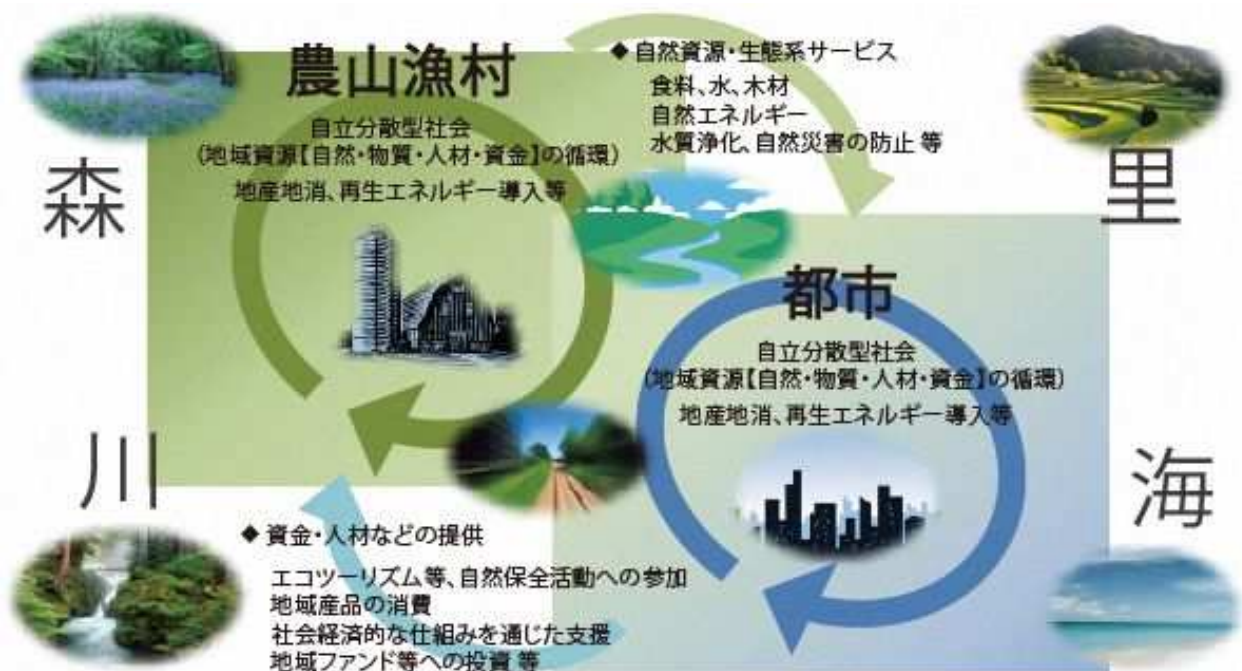 農山漁村
自立分散型社会
(地域資源【自然・物質・人材・資金】の循環)
地産地消、再生エネルギー導入等
◆ 自然資源・生態系サービス
食料、水、木材
自然エネルギー
水質浄化、自然災害の防止 等
森
里
都市
自立分散型社会
(地域資源【自然・物質・人材・資金】の循環)
地産地消、再生エネルギー導入等
川
海
◆ 資金・人材などの提供
エコツーリズム等、自然保全活動への参加
地域産品の消費
社会経済的な仕組みを通じた支援
地域ファンド等への投資 等